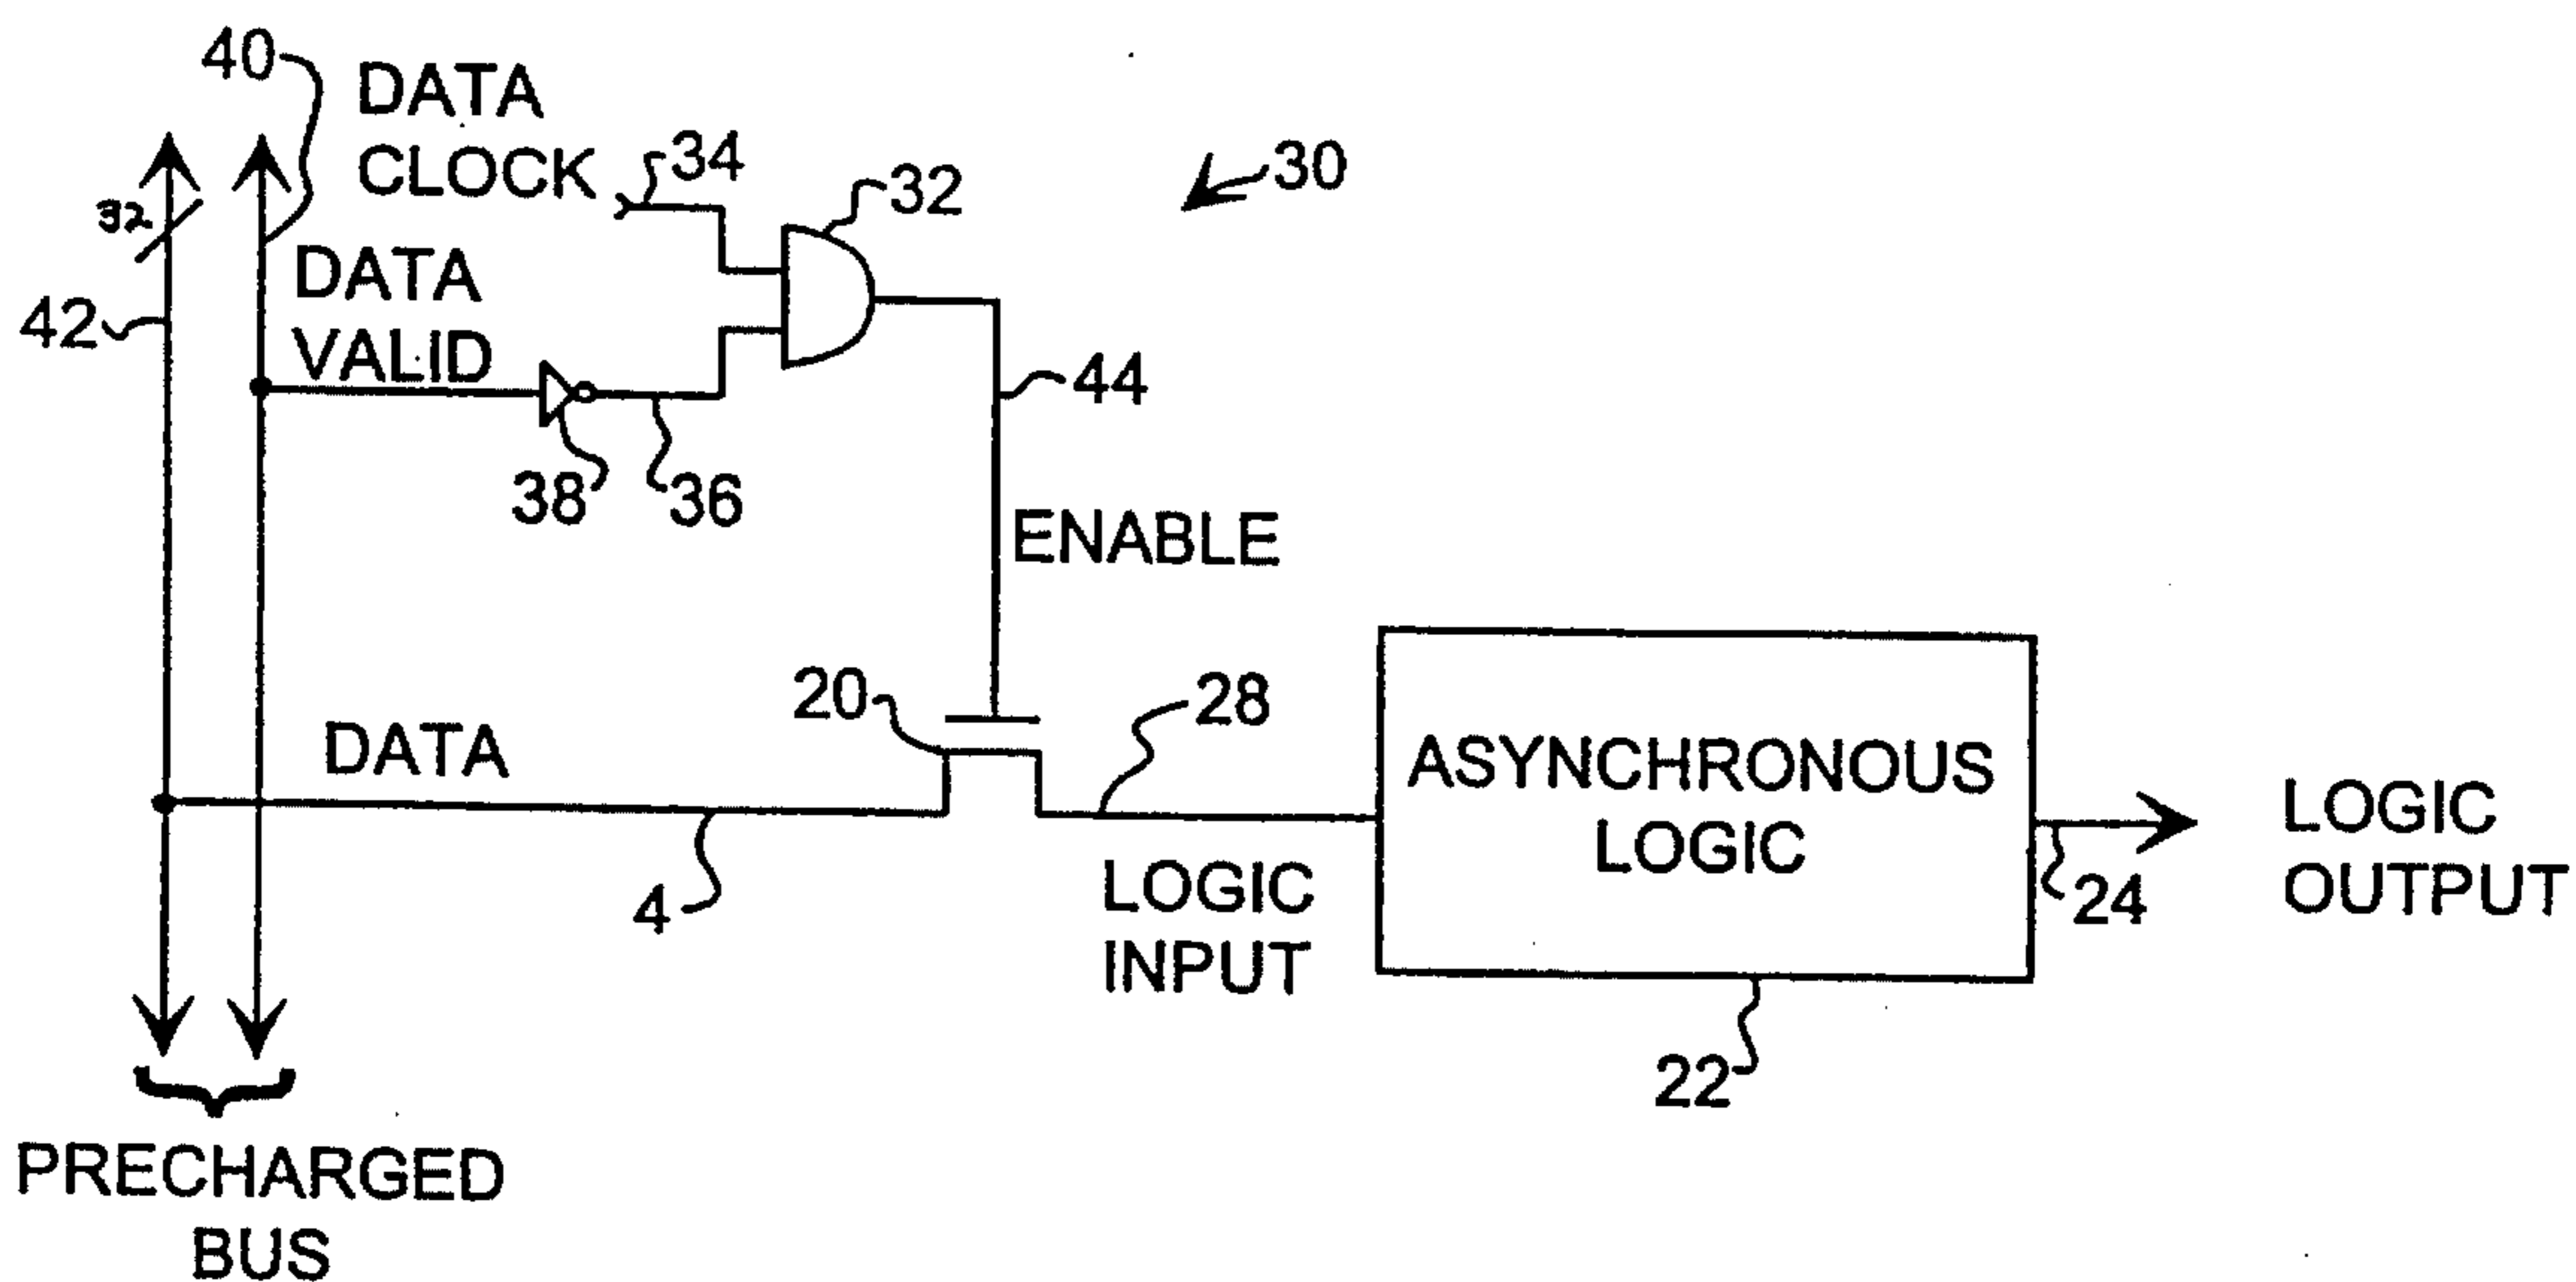 40
DATA
CLOCK
34
32
30
32
DATA
VALID
42
44
38
36
ENABLE
20
28
DATA
ASYNCHRONOUS
LOGIC
LOGIC
OUTPUT
4
LOGIC
INPUT
24
22
PRECHARGED
BUS